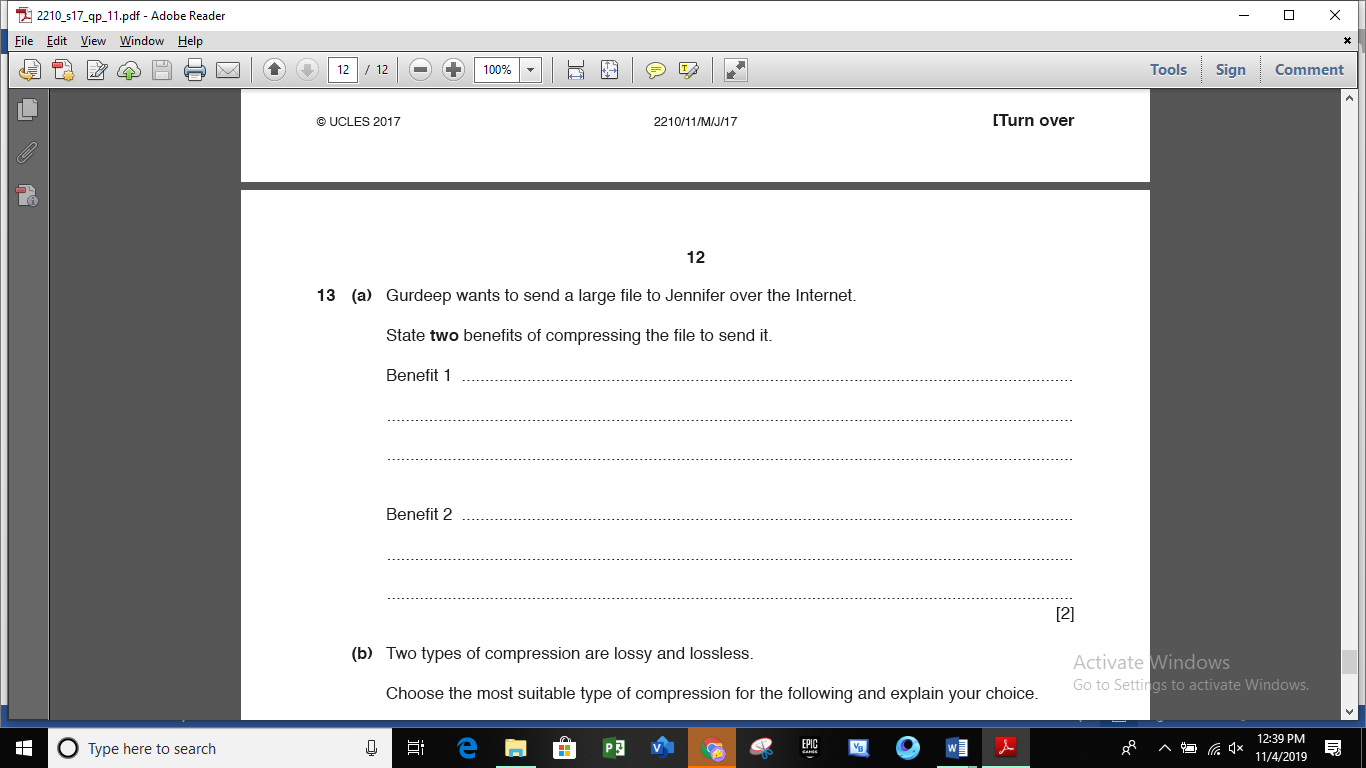 2210_s17_qp_11.pdf - Adobe Reader
File Edit View Window Help
12 / 12 100% Tools Sign Comment
© UCLES 2017 2210/11/M/J/17 [Turn over
12
13 (a) Gurdeep wants to send a large file to Jennifer over the Internet.
State two benefits of compressing the file to send it.
Benefit 1 ....................................................................................................
....................................................................................................
....................................................................................................
Benefit 2 ....................................................................................................
....................................................................................................
....................................................................................................
[2]
(b) Two types of compression are lossy and lossless.
Activate Windows
Choose the most suitable type of compression for the following and explain your choice.
Go to Settings to activate Windows.
Type here to search
EPIC GAMES
12:39 PM
11/4/2019